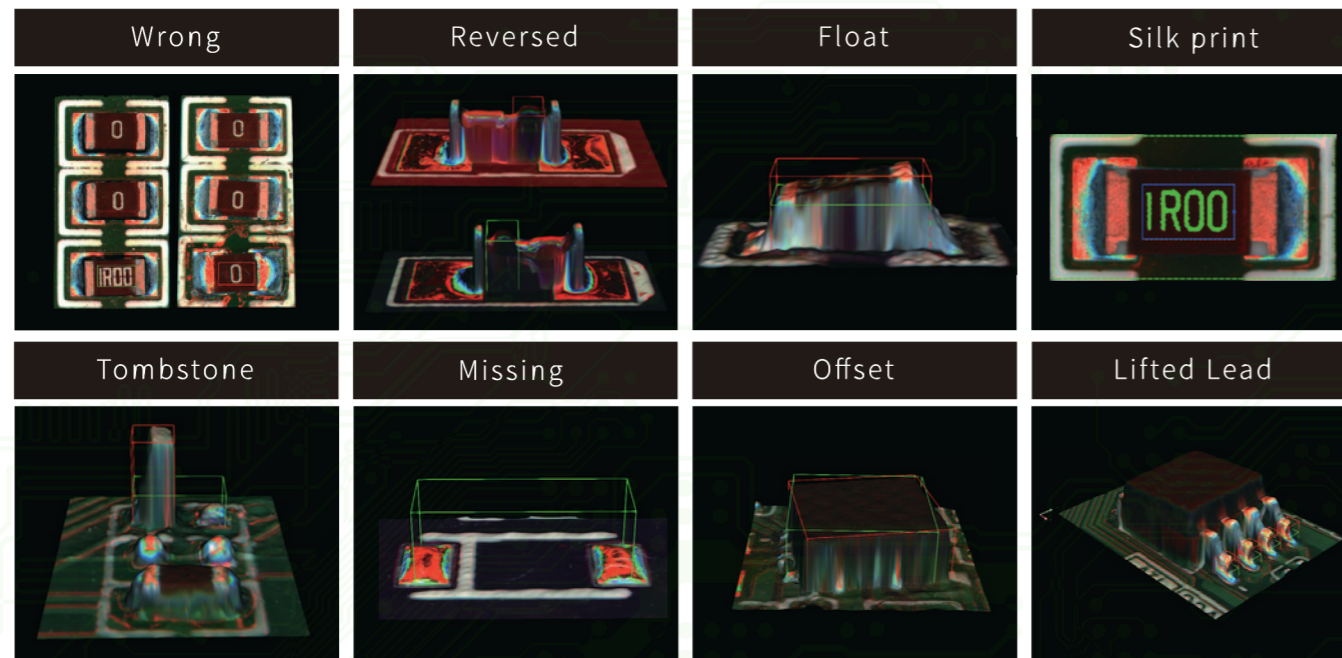 Wrong
Reversed
Float
Silk print
0
0
0
0
1R00
0
1R00
Tombstone
Missing
Offset
Lifted Lead